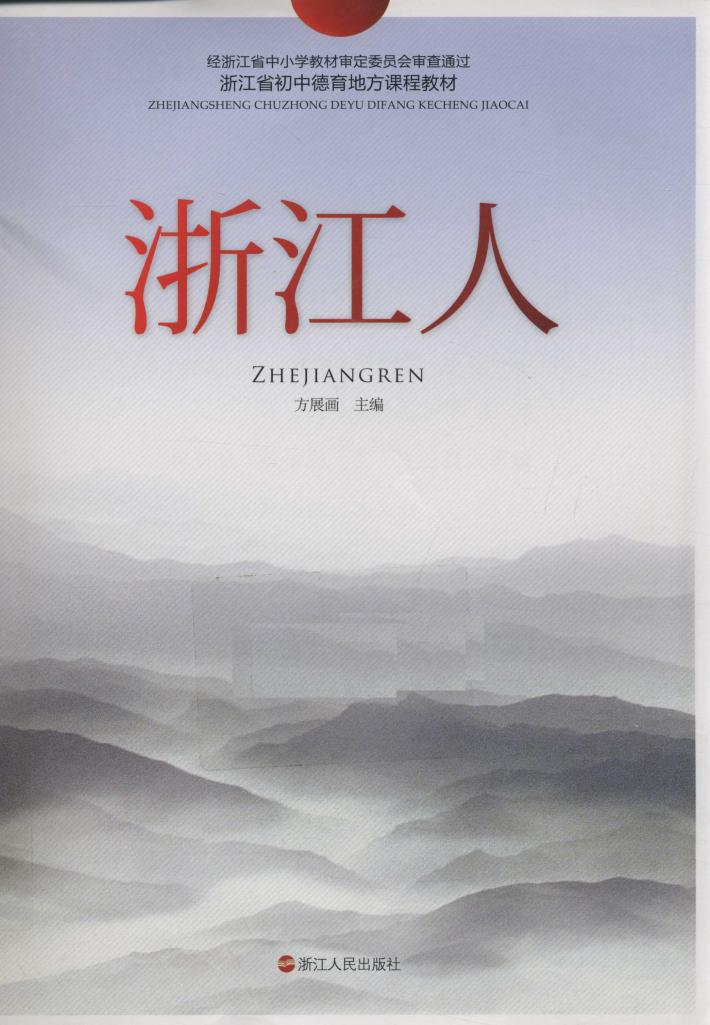 经浙江省中小学教材审定委员会审查通过
浙江省初中德育地方课程教材
ZHEJIANGSHENG CHUZHONG DEYU DIFANG KECHENG JIAOCAI
浙江人
ZHEJIANGREN
方展画 主编
浙江人民出版社